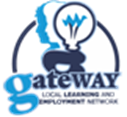 gateWAY
LOCAL LEARNING AND
EMPLOYMENT NETWORK